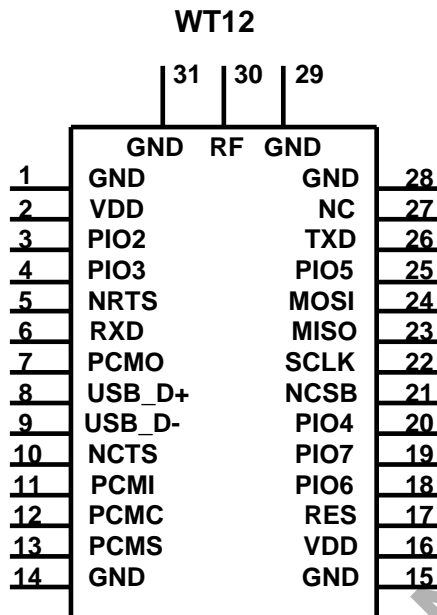 WT12
31 30 29
GND RF GND
1 GND GND 28
2 VDD NC 27
3 PIO2 TXD 26
4 PIO3 PIO5 25
5 NRTS MOSI 24
6 RXD MISO 23
7 PCMO SCLK 22
8 USB_D+ NCSB 21
9 USB_D- PIO4 20
10 NCTS PIO7 19
11 PCMI PIO6 18
12 PCMC RES 17
13 PCMS VDD 16
14 GND GND 15